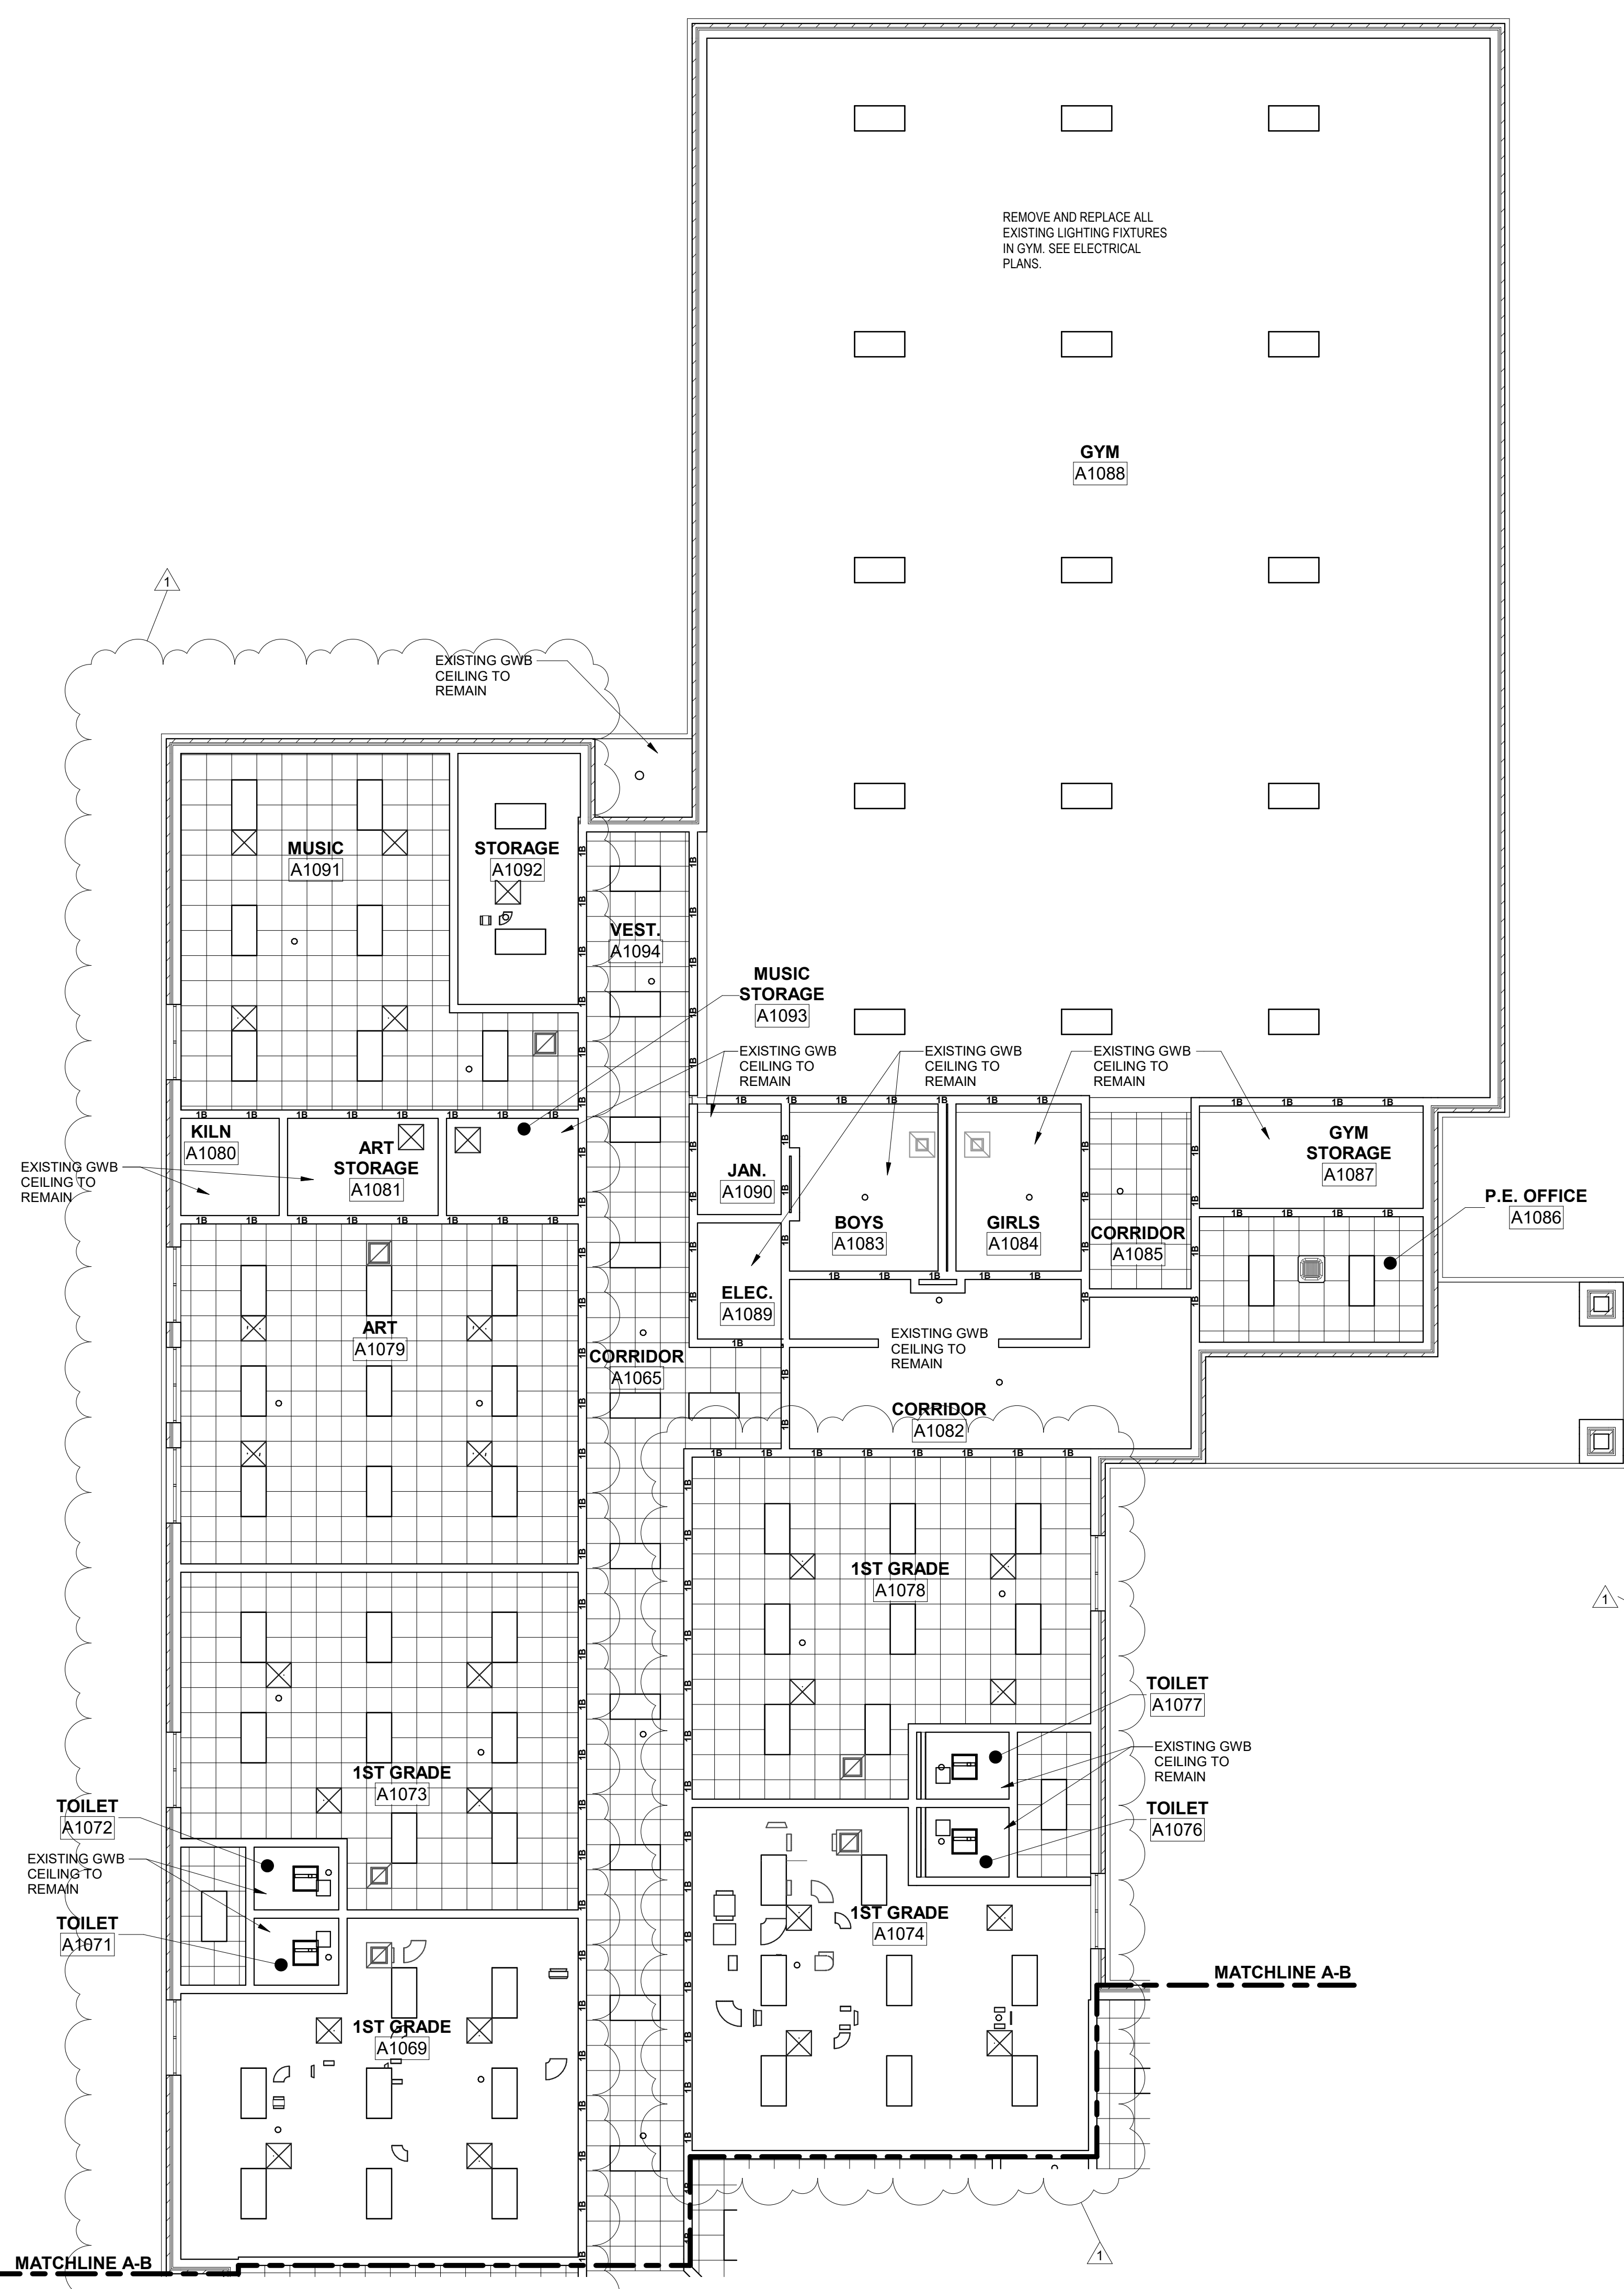 REMOVE AND REPLACE ALL
EXISTING LIGHTING FIXTURES
IN GYM. SEE ELECTRICAL
PLANS.
GYM
A1088
1
EXISTING GWB
CEILING TO
REMAIN
MUSIC
A1091
STORAGE
A1092
VEST.
A1094
MUSIC
STORAGE
A1093
EXISTING GWB
CEILING TO
REMAIN
EXISTING GWB
CEILING TO
REMAIN
EXISTING GWB
CEILING TO
REMAIN
KILN
A1080
ART
STORAGE
A1081
EXISTING GWB
CEILING TO
REMAIN
JAN.
A1090
BOYS
A1083
GIRLS
A1084
CORRIDOR
A1085
GYM
STORAGE
A1087
P.E. OFFICE
A1086
ELEC.
A1089
ART
A1079
CORRIDOR
A1065
EXISTING GWB
CEILING TO
REMAIN
CORRIDOR
A1082
1ST GRADE
A1078
1
TOILET
A1077
EXISTING GWB
CEILING TO
REMAIN
TOILET
A1076
1ST GRADE
A1073
TOILET
A1072
EXISTING GWB
CEILING TO
REMAIN
TOILET
A1071
1ST GRADE
A1074
MATCHLINE A-B
1ST GRADE
A1069
1
MATCHLINE A-B
1B